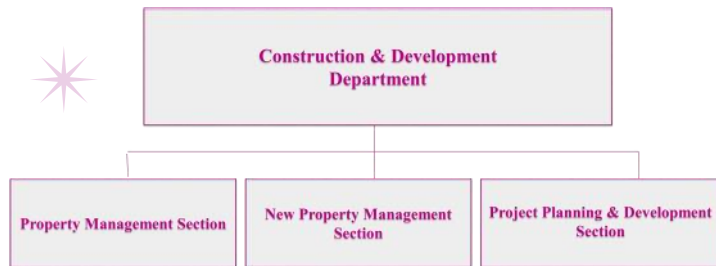 Construction & Development
Department
Property Management Section
New Property Management
Section
Project Planning & Development
Section